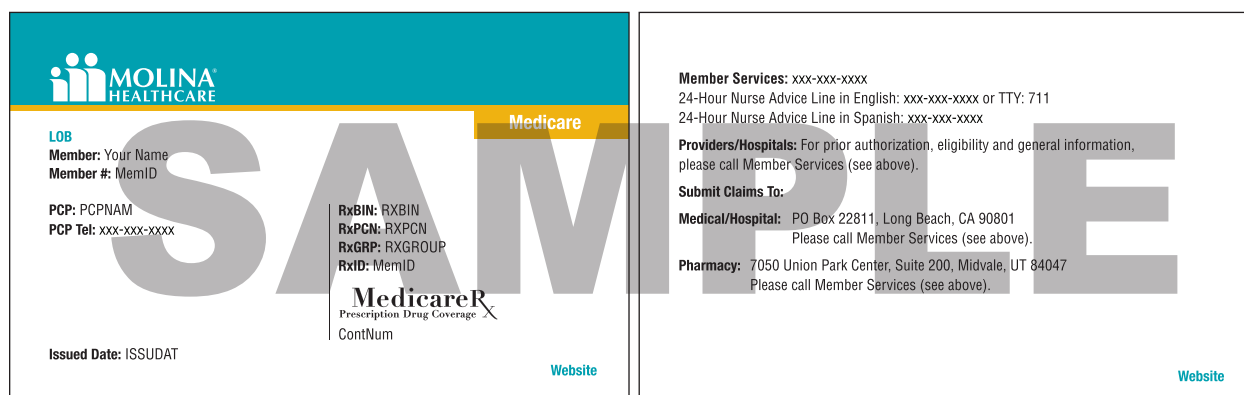 MOLINA®
HEALTHCARE
Medicare
LOB
Member: Your Name
Member #: MemID
PCP: PCPNAM
PCP Tel: xxx-xxx-xxxx
RxBIN: RXBIN
RxPCN: RXPCN
RxGRP: RXGROUP
RxID: MemID
MedicareRx
Prescription Drug Coverage
ContNum
Issued Date: ISSUDAT
Website
Member Services: xxx-xxx-xxxx
24-Hour Nurse Advice Line in English: xxx-xxx-xxxx or TTY: 711
24-Hour Nurse Advice Line in Spanish: xxx-xxx-xxxx
Providers/Hospitals: For prior authorization, eligibility and general information,
please call Member Services (see above).
Submit Claims To:
Medical/Hospital: PO Box 22811, Long Beach, CA 90801
Please call Member Services (see above).
Pharmacy: 7050 Union Park Center, Suite 200, Midvale, UT 84047
Please call Member Services (see above).
Website
SAMPLE